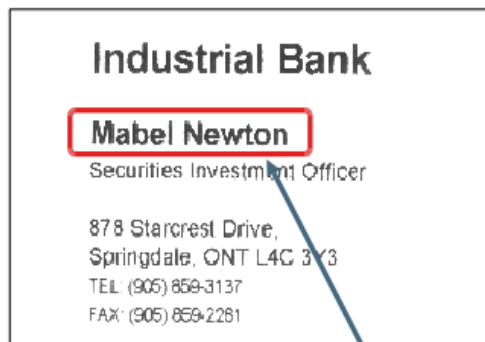 Industrial Bank
Mabel Newton
Securities Investment Officer
878 Starcrest Drive,
Springdale, ONT L4C 3Y3
TEL: (905) 859-3137
FAX: (905) 859-2261